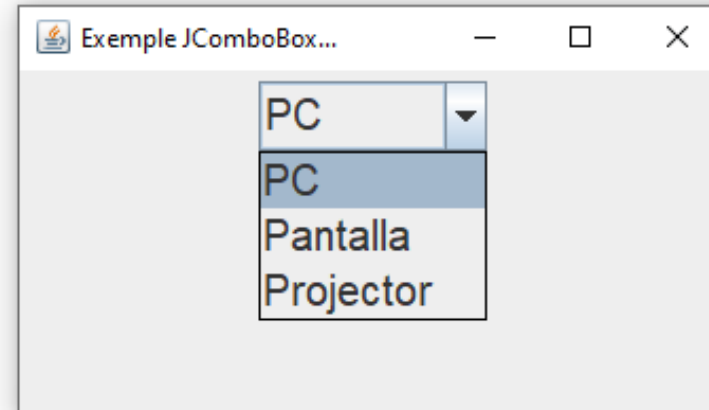 Exemple JComboBox...
PC
PC
Pantalla
Projector